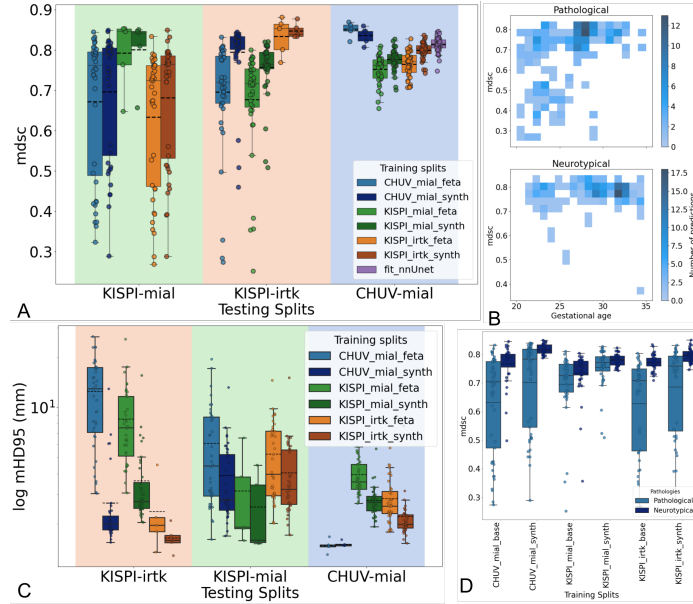 0.9
0.8
0.7
0.6
0.5
0.4
0.3
mdsc
Training splits
CHUV_mial_feta
CHUV_mial_synth
KISPI_mial_feta
KISPI_mial_synth
KISPI_irtk_feta
KISPI_irtk_synth
fit_nnUnet
A
KISPI-mial
KISPI-irtk
CHUV-mial
Testing Splits
Pathological
0.8
0.7
0.6
0.5
0.4
0.3
mdsc
20
25
30
35
12
10
8
6
4
2
0
Neurotypical
0.8
0.7
0.6
0.5
0.4
mdsc
20
25
30
35
Gestational age
17.5
15.0
12.5
10.0
7.5
5.0
2.5
0.0
Number of predictions
B
log mHD95 (mm)
10¹
Training splits
CHUV_mial_feta
CHUV_mial_synth
KISPI_mial_feta
KISPI_mial_synth
KISPI_irtk_feta
KISPI_irtk_synth
C
KISPI-irtk
KISPI-mial
CHUV-mial
Testing Splits
0.8
0.7
0.6
0.5
0.4
0.3
mdsc
Pathologies
Pathological
Neurotypical
CHUV_mial_base
CHUV_mial_synth
KISPI_mial_base
KISPI_mial_synth
KISPI_irtk_base
KISPI_irtk_synth
Training Splits
D